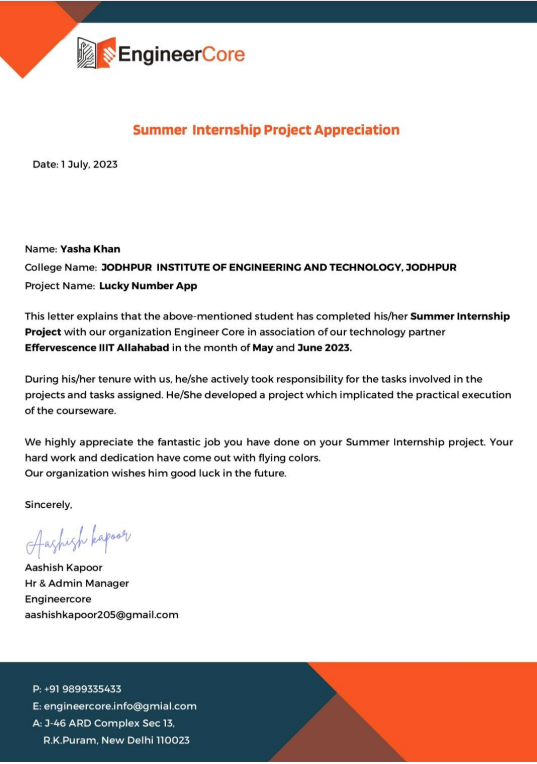 EngineerCore
Summer Internship Project Appreciation
Date: 1 July, 2023
Name: Yasha Khan
College Name: JODHPUR INSTITUTE OF ENGINEERING AND TECHNOLOGY, JODHPUR
Project Name: Lucky Number App
This letter explains that the above-mentioned student has completed his/her Summer Internship
Project with our organization Engineer Core in association of our technology partner
Effervescence IIIT Allahabad in the month of May and June 2023.
During his/her tenure with us, he/she actively took responsibility for the tasks involved in the
projects and tasks assigned. He/She developed a project which implicated the practical execution
of the courseware.
We highly appreciate the fantastic job you have done on your Summer Internship project. Your
hard work and dedication have come out with flying colors.
Our organization wishes him good luck in the future.
Sincerely,
Aashish kapoor
Aashish Kapoor
Hr & Admin Manager
Engineercore
aashishkapoor205@gmail.com
P: +91 9899335433
E: engineercore.info@gmial.com
A: J-46 ARD Complex Sec 13,
R.K.Puram, New Delhi 110023